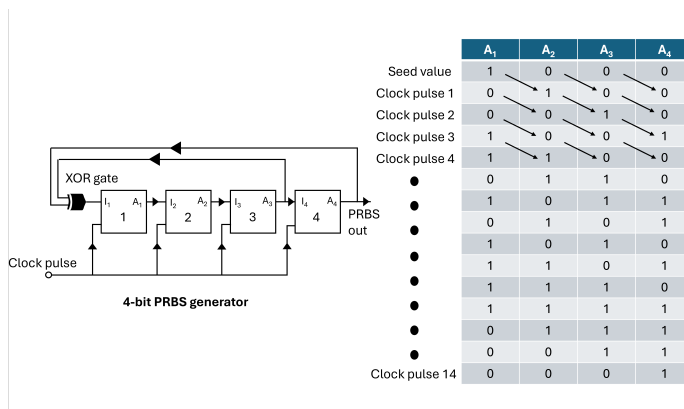 A1 A2 A3 A4
Seed value 1 0 0 0
Clock pulse 1 0 1 0 0
Clock pulse 2 0 0 1 0
Clock pulse 3 1 0 0 1
Clock pulse 4 1 1 0 0
0 1 1 0
1 0 1 1
0 1 0 1
1 0 1 0
1 1 0 1
1 1 1 0
1 1 1 1
0 1 1 1
0 0 1 1
Clock pulse 14 0 0 0 1
XOR gate
I1 A1 I2 A2 I3 A3 I4 A4
1 2 3 4
PRBS
out
Clock pulse
4-bit PRBS generator